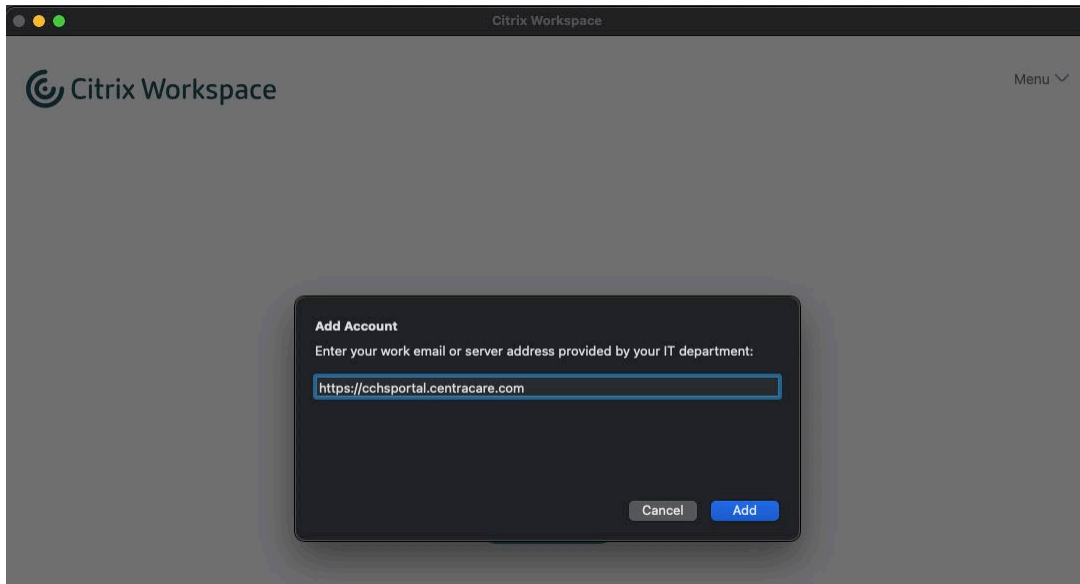 Citrix Workspace
Citrix Workspace
Menu
Add Account
Enter your work email or server address provided by your IT department:
https://cchsportal.centracare.com
Cancel
Add